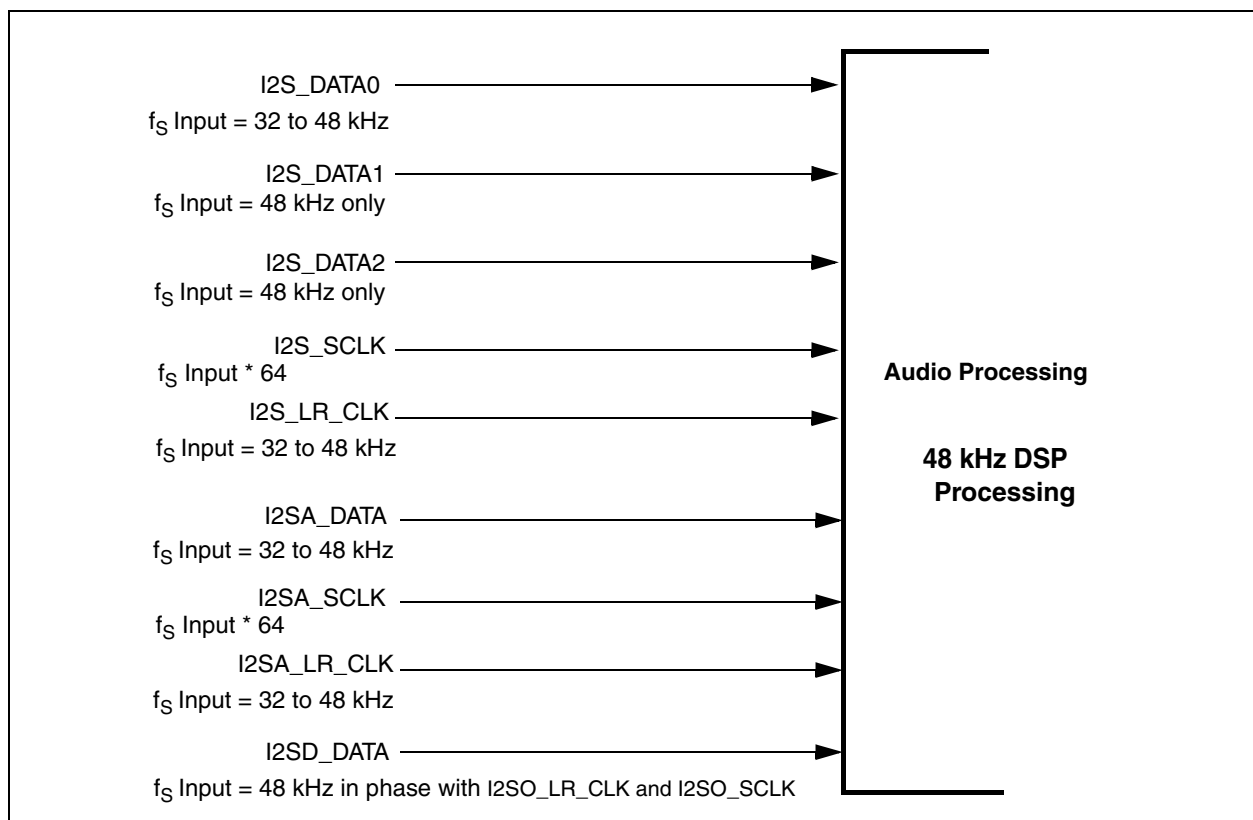 I2S_DATA0
fS Input = 32 to 48 kHz
I2S_DATA1
fS Input = 48 kHz only
I2S_DATA2
fS Input = 48 kHz only
I2S_SCLK
fS Input * 64
I2S_LR_CLK
fS Input = 32 to 48 kHz
I2SA_DATA
fS Input = 32 to 48 kHz
I2SA_SCLK
fS Input * 64
I2SA_LR_CLK
fS Input = 32 to 48 kHz
I2SD_DATA
fS Input = 48 kHz in phase with I2SO_LR_CLK and I2SO_SCLK
Audio Processing
48 kHz DSP
Processing